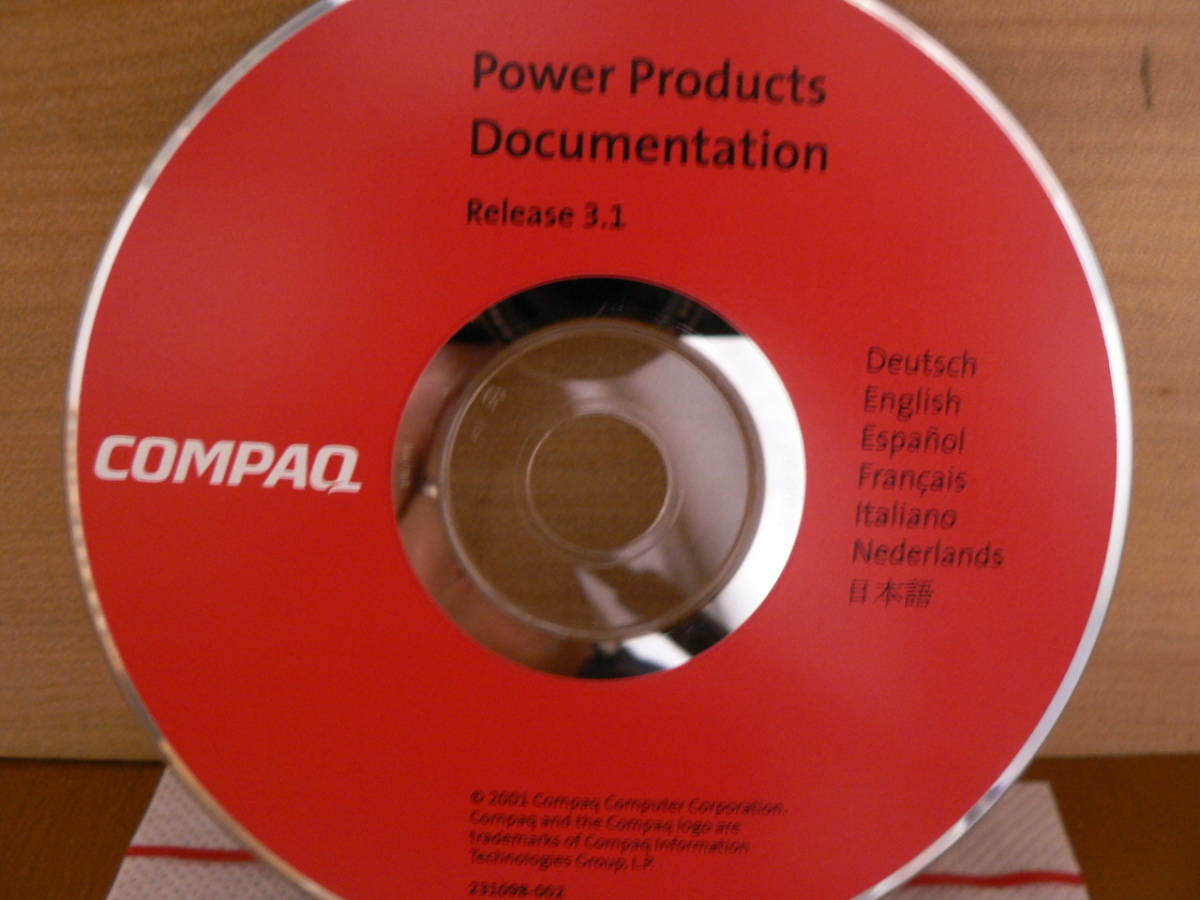 Power Products
Documentation
Release 3.1
Deutsch
English
Español
Français
Italiano
Nederlands
日本語
COMPAQ
© 2001 Compaq Computer Corporation.
Compaq and the Compaq logo are
trademarks of Compaq Information
Technologies Group, L.P.
231098-002